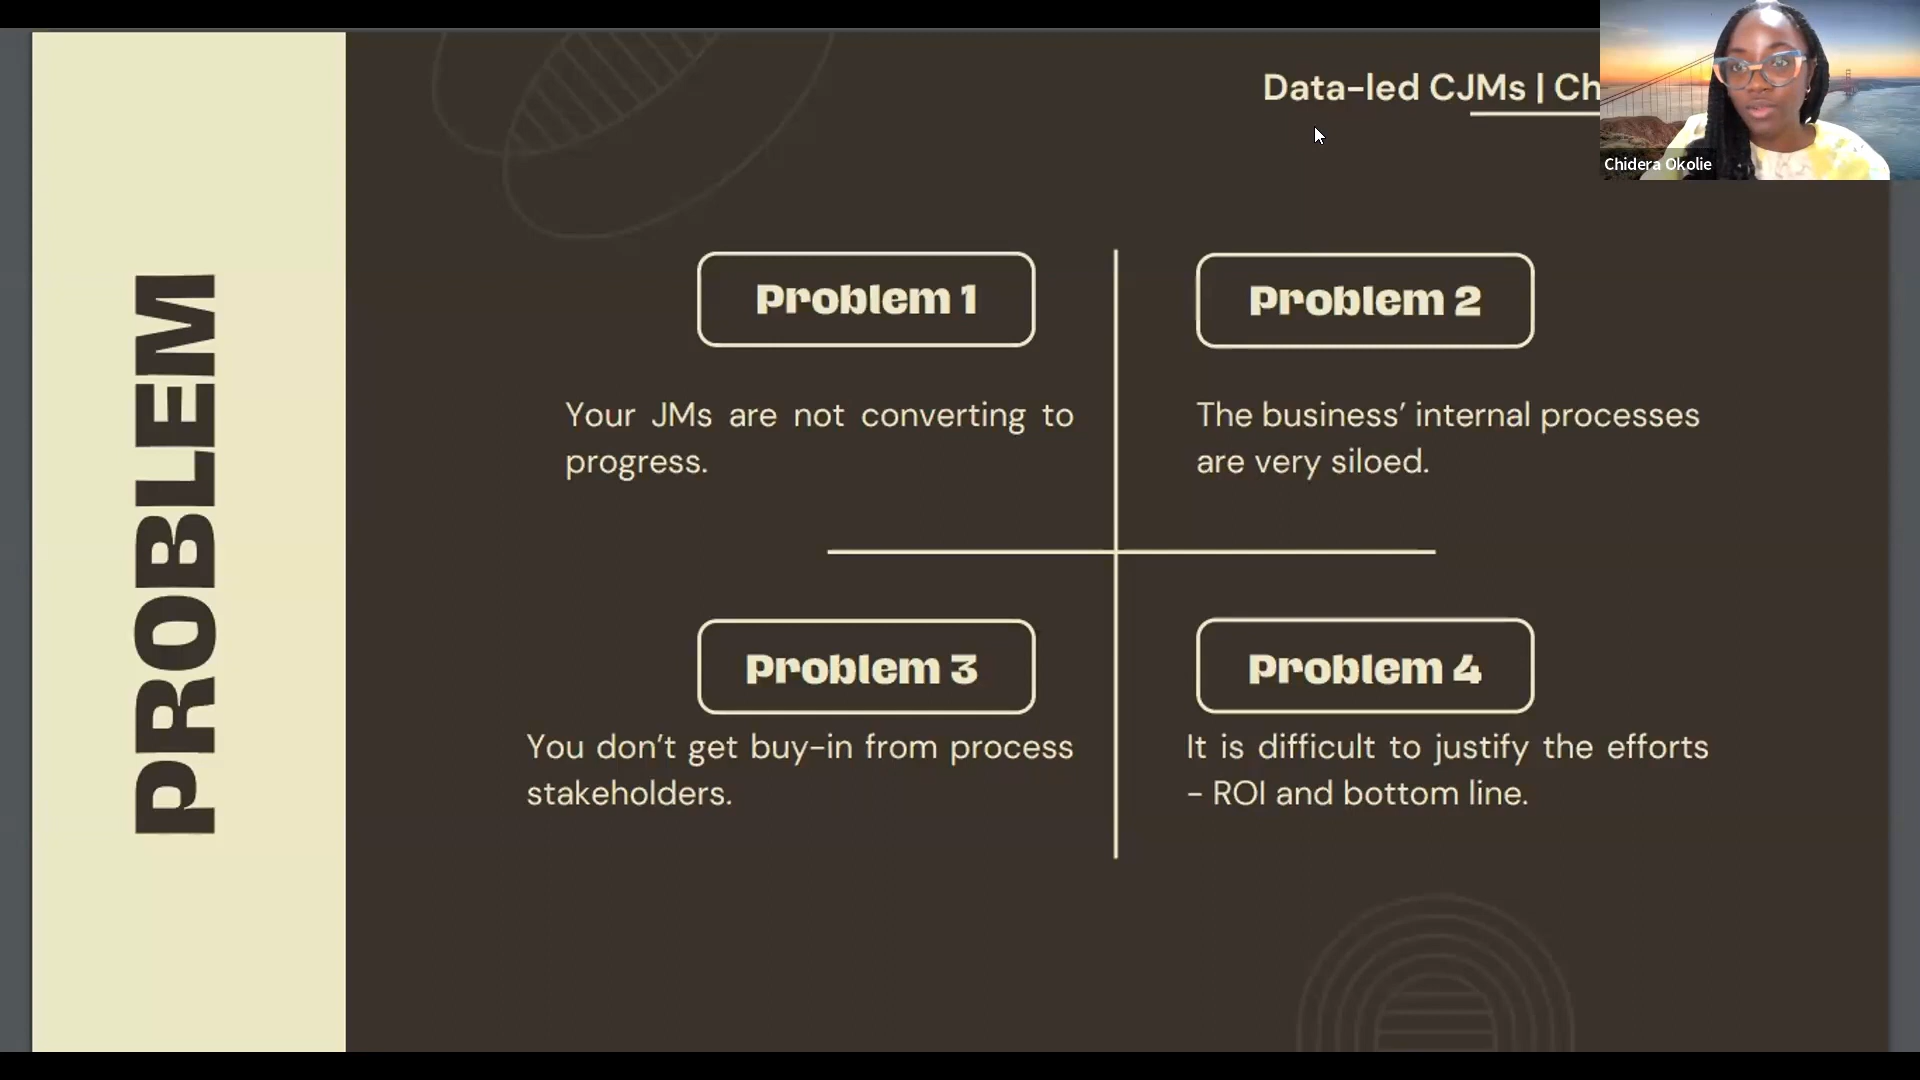 Data-led CJMs | Ch
Chidera Okolie
PROBLEM
Problem 1
Your JMs are not converting to
progress.
Problem 2
The business’ internal processes
are very siloed.
Problem 3
You don’t get buy-in from process
stakeholders.
Problem 4
It is difficult to justify the efforts
- ROI and bottom line.